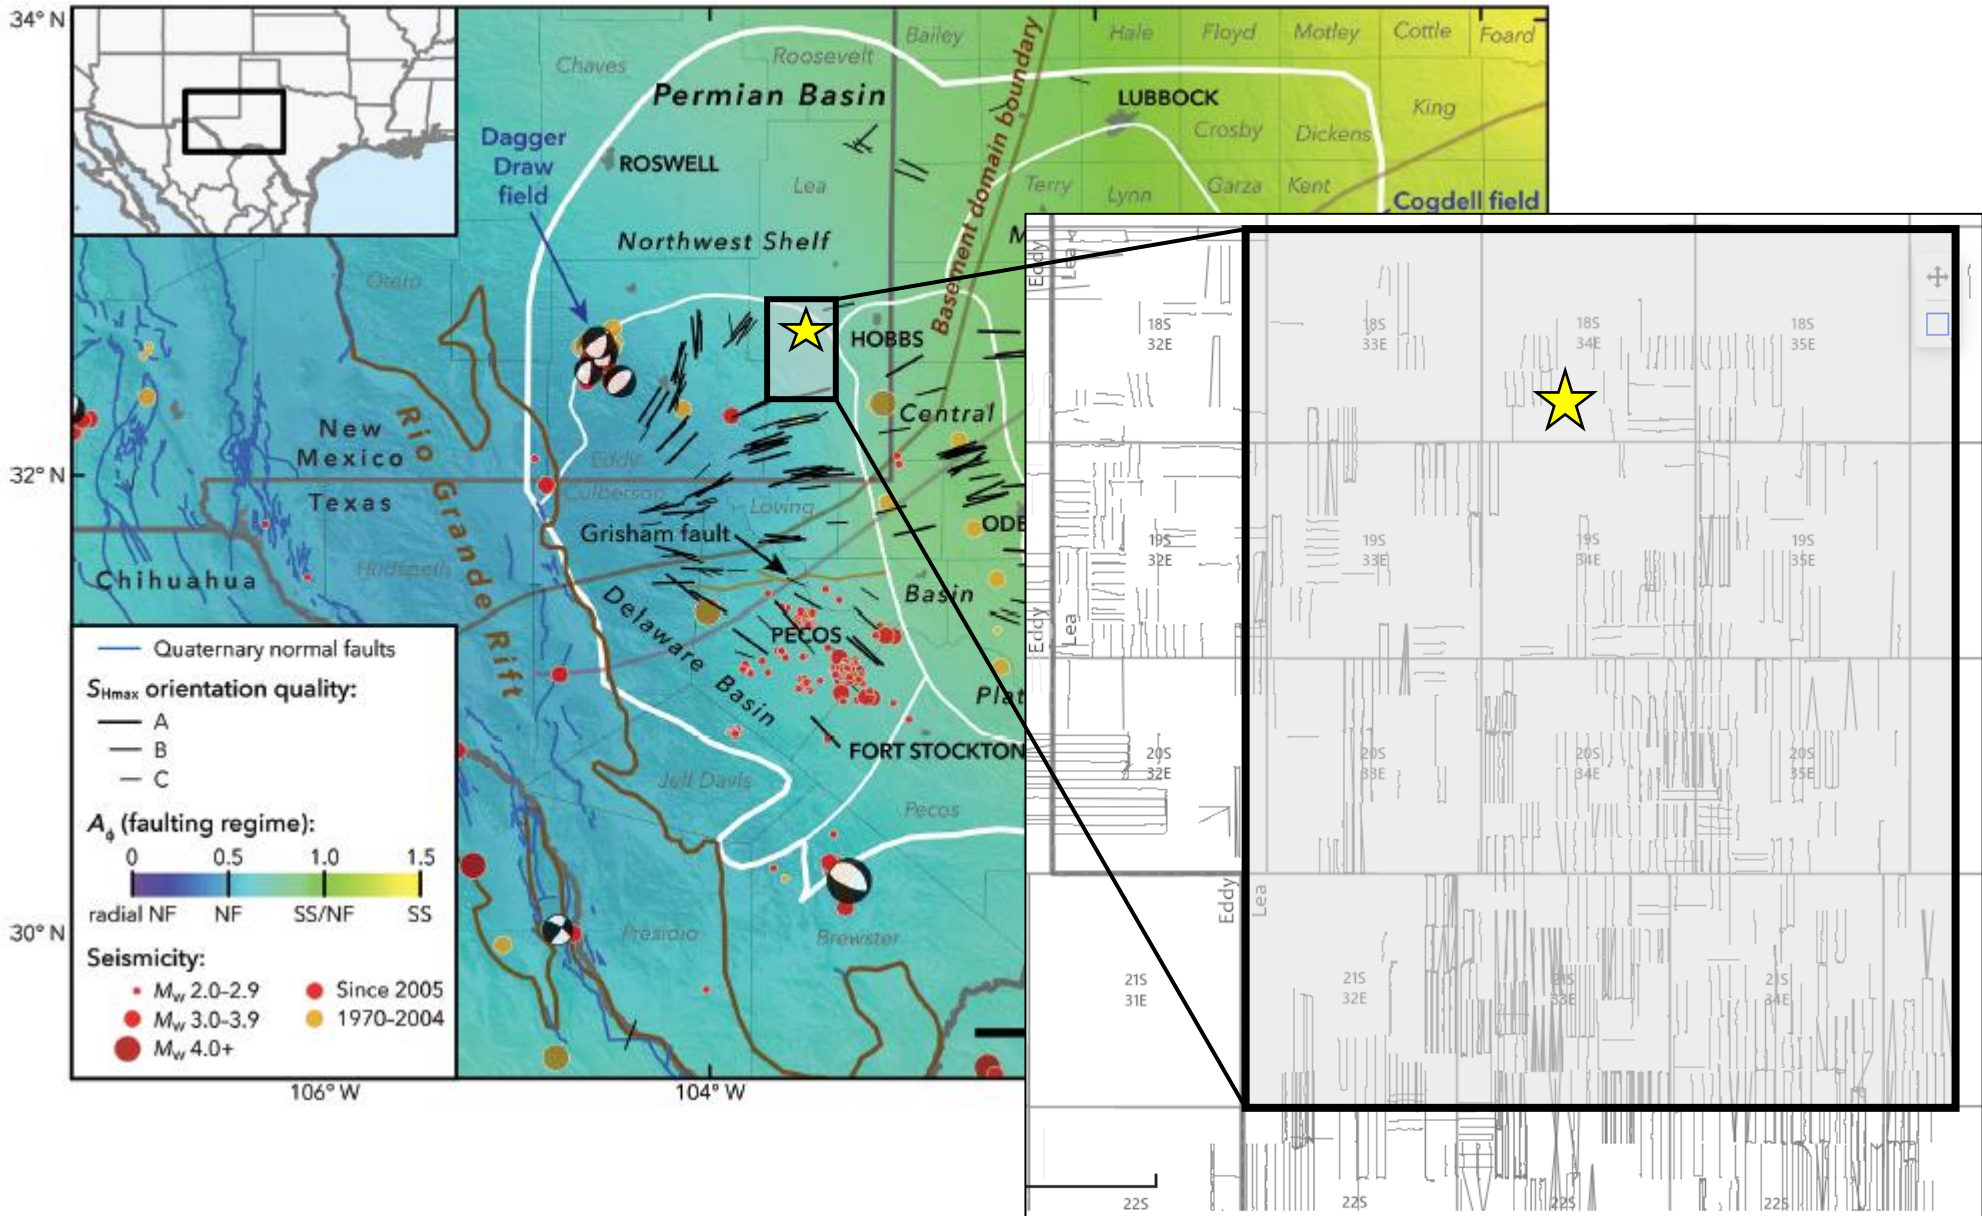 34° N
32° N
30° N
106° W
104° W
Chaves
Roosevelt
Bailey
Hale
Floyd
Motley
Cottle
Foard
Permian Basin
LUBBOCK
King
Crosby
Dickens
Dagger
Draw
field
ROSWELL
Lea
Terry
Lynn
Garza
Kent
Cogdell field
Northwest Shelf
M
Basement domain boundary
Otero
HOBBS
Central
New
Mexico
Texas
Rio Grande Rift
Eddy
Culberson
Loving
Grisham fault
ODE
Chihuahua
Hudspeth
Basin
Delaware Basin
PECOS
Plat
FORT STOCKTON
Jeff Davis
Pecos
Presidio
Brewster
Quaternary normal faults
SHmax orientation quality:
A
B
C
Aϕ (faulting regime):
0 0.5 1.0 1.5
radial NF NF SS/NF SS
Seismicity:
Mw 2.0-2.9
Mw 3.0-3.9
Mw 4.0+
Since 2005
1970-2004
Eddy
Lea
18S
32E
18S
33E
18S
34E
18S
35E
19S
32E
19S
33E
19S
34E
19S
35E
Eddy
Lea
20S
32E
20S
33E
20S
34E
20S
35E
Eddy
Lea
21S
31E
21S
32E
21S
33E
21S
34E
22S
22S
22S
22S